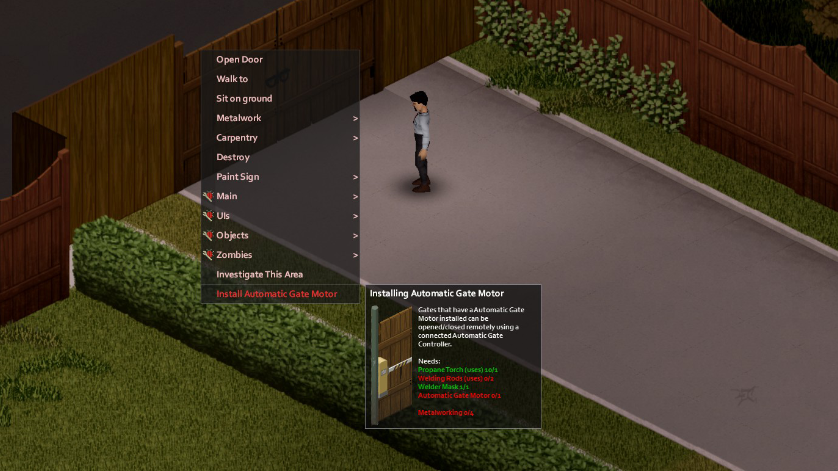 Open Door
Walk to
Sit on ground
Metalwork >
Carpentry >
Destroy
Paint Sign >
Main >
UIs >
Objects >
Zombies >
Investigate This Area
Install Automatic Gate Motor
Installing Automatic Gate Motor
Gates that have a Automatic Gate
Motor installed can be
opened/closed remotely using a
connected Automatic Gate
Controller.
Needs:
Propane Torch (uses) 10/1
Welding Rods (uses) 0/2
Welder Mask 1/1
Automatic Gate Motor 0/1
Metalworking 0/4